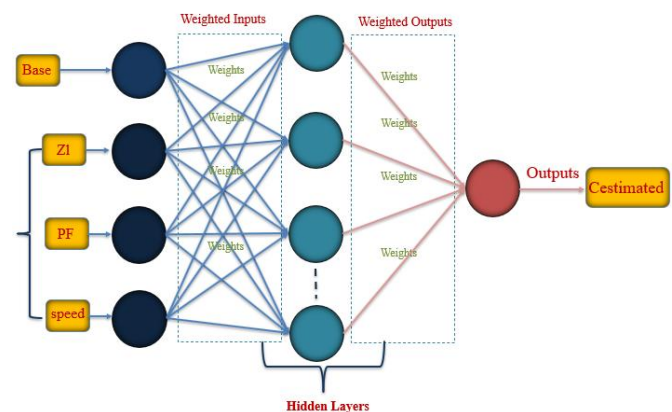 Weighted Inputs
Weighted Outputs
Base
Weights
Weights
Weights
Weights
Zl
Weights
Weights
Outputs
Cestimated
PF
Weights
Weights
speed
Hidden Layers